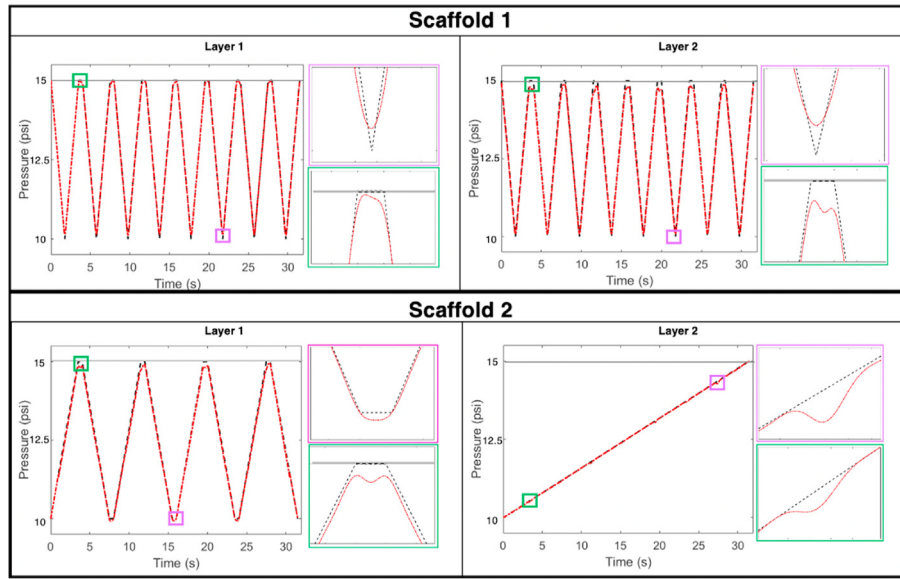 Scaffold 1
Layer 1
Pressure (psi)
15
12.5
10
0 5 10 15 20 25 30
Time (s)
Layer 2
Pressure (psi)
15
12.5
10
0 5 10 15 20 25 30
Time (s)
Scaffold 2
Layer 1
Pressure (psi)
15
12.5
10
0 5 10 15 20 25 30
Time (s)
Layer 2
Pressure (psi)
15
12.5
10
0 5 10 15 20 25 30
Time (s)